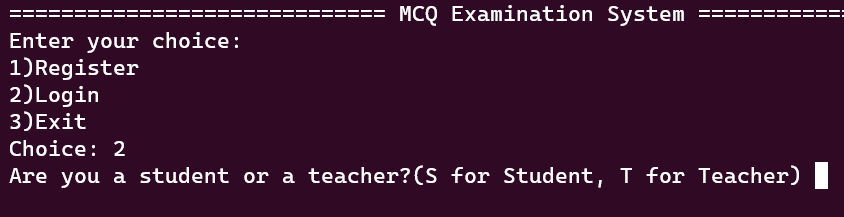 ============================= MCQ Examination System ===========
Enter your choice:
1)Register
2)Login
3)Exit
Choice: 2
Are you a student or a teacher?(S for Student, T for Teacher)